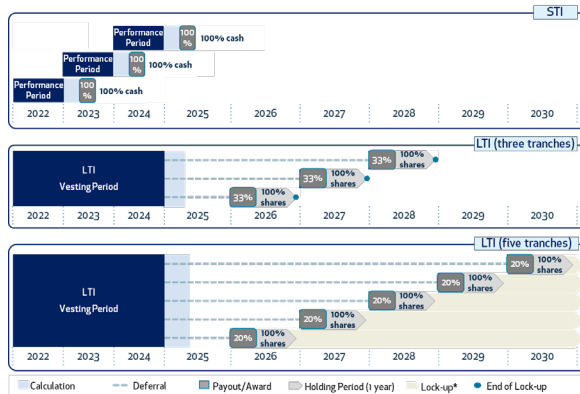 STI
Performance
Period
100
%
100% cash
Performance
Period
100
%
100% cash
Performance
Period
100
%
100% cash
2022 2023 2024 2025 2026 2027 2028 2029 2030
LTI (three tranches)
LTI
Vesting Period
33% 100%
shares
33% 100%
shares
33% 100%
shares
2022 2023 2024 2025 2026 2027 2028 2029 2030
LTI (five tranches)
LTI
Vesting Period
LTI
Vesting Period
20% 100%
shares
20% 100%
shares
20% 100%
shares
20% 100%
shares
20% 100%
shares
2022 2023 2024 2025 2026 2027 2028 2029 2030
Calculation Deferral Payout/Award Holding Period (1 year) Lock-up* End of Lock-up